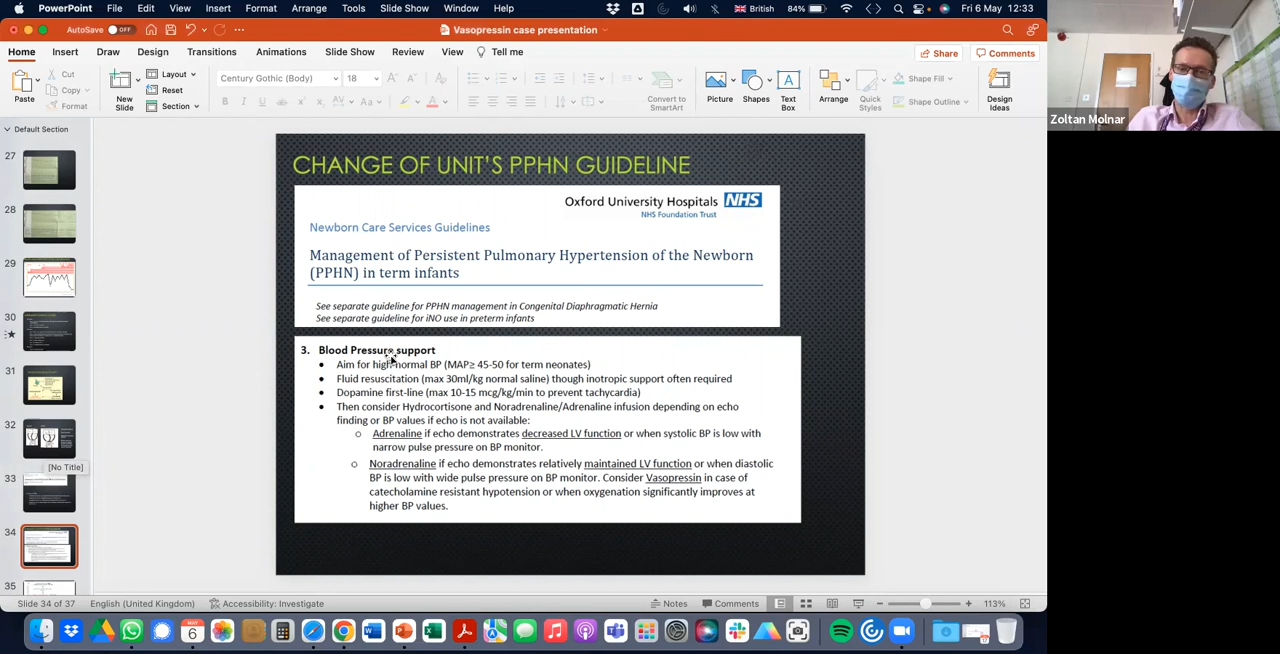 PowerPoint File Edit View Insert Format Arrange Tools Slide Show Window Help
British 84% Fri 6 May 12:33
AutoSave OFF
Vasopressin case presentation
Home Insert Draw Design Transitions Animations Slide Show Review View Tell me
Share Comments
Paste
Cut
Copy
Format
New Slide
Layout
Reset
Section
Century Gothic (Body) 18
Convert to SmartArt
Picture
Shapes
Text Box
Arrange
Quick Styles
Shape Fill
Shape Outline
Design Ideas
Zoltan Molnar
Default Section
27
28
29
30
31
32
[No Title]
33
34
35
CHANGE OF UNIT'S PPHN GUIDELINE
Oxford University Hospitals NHS
NHS Foundation Trust
Newborn Care Services Guidelines
Management of Persistent Pulmonary Hypertension of the Newborn
(PPHN) in term infants
See separate guideline for PPHN management in Congenital Diaphragmatic Hernia
See separate guideline for iNO use in preterm infants
3. Blood Pressure support
• Aim for high-normal BP (MAP≥ 45-50 for term neonates)
• Fluid resuscitation (max 30ml/kg normal saline) though inotropic support often required
• Dopamine first-line (max 10-15 mcg/kg/min to prevent tachycardia)
• Then consider Hydrocortisone and Noradrenaline/Adrenaline infusion depending on echo
finding or BP values if echo is not available:
o Adrenaline if echo demonstrates decreased LV function or when systolic BP is low with
narrow pulse pressure on BP monitor.
o Noradrenaline if echo demonstrates relatively maintained LV function or when diastolic
BP is low with wide pulse pressure on BP monitor. Consider Vasopressin in case of
catecholamine resistant hypotension or when oxygenation significantly improves at
higher BP values.
Slide 34 of 37 English (United Kingdom) Accessibility: Investigate
Notes Comments 113%